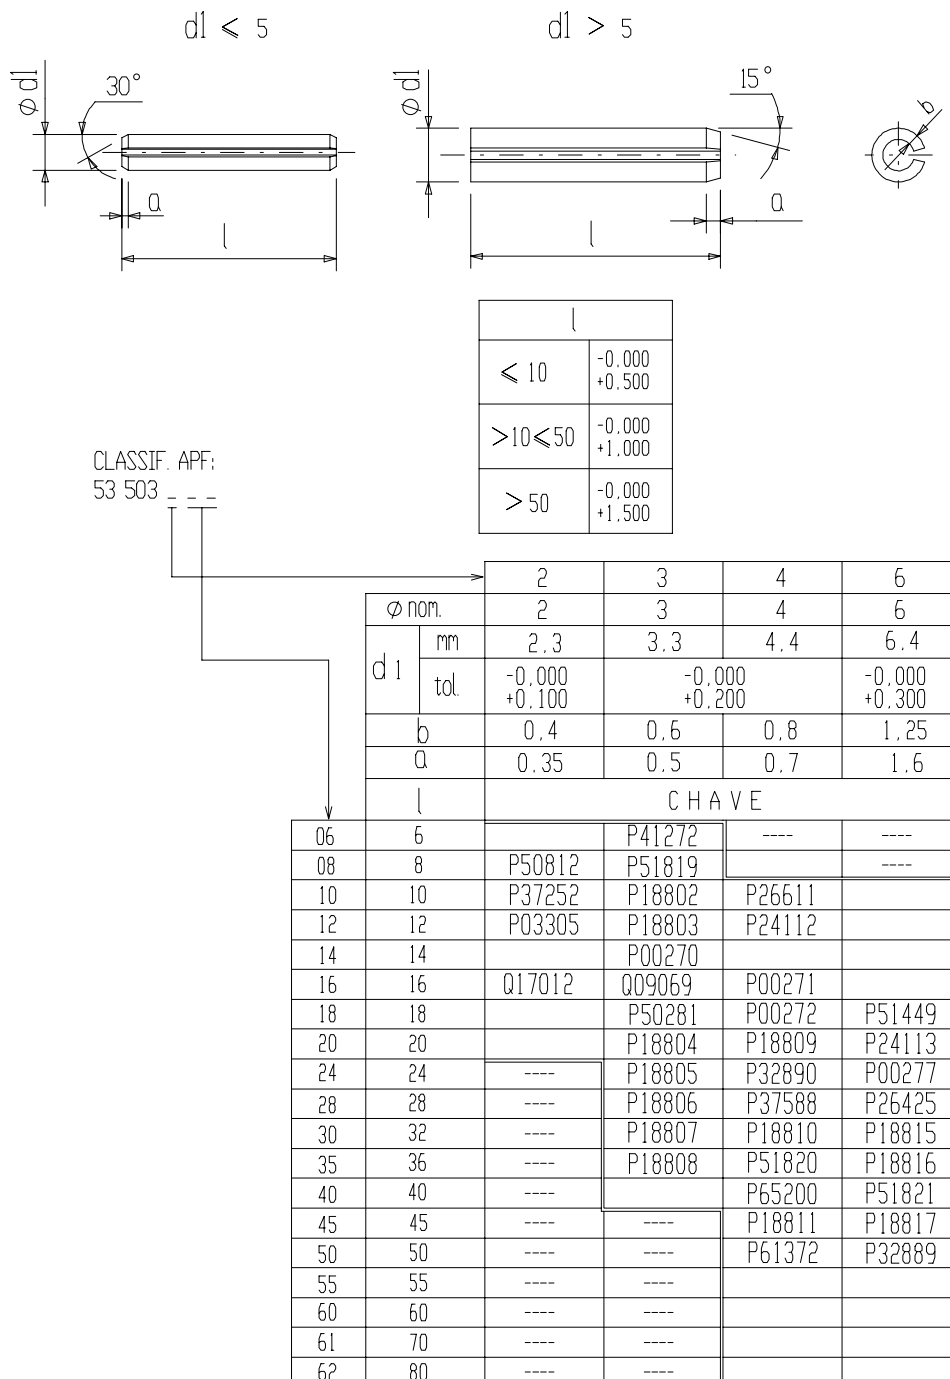 d1 ⩽ 5
d1 > 5
ø d1
30°
a
l
ø d1
15°
a
l
b
l
⩽ 10 -0,000 +0,500
>10⩽50 -0,000 +1,000
> 50 -0,000 +1,500
CLASSIF. APF:
53 503 _ _ _
2 3 4 6
ø nom. 2 3 4 6
d 1 mm 2,3 3,3 4,4 6,4
tol. -0,000 +0,100 -0,000 +0,200 -0,000 +0,300
b 0,4 0,6 0,8 1,25
a 0,35 0,5 0,7 1,6
l CHAVE
06 6 P41272 ---- ----
08 8 P50812 P51819 ----
10 10 P37252 P18802 P26611
12 12 P03305 P18803 P24112
14 14 P00270
16 16 Q17012 Q09069 P00271
18 18 P50281 P00272 P51449
20 20 P18804 P18809 P24113
24 24 ---- P18805 P32890 P00277
28 28 ---- P18806 P37588 P26425
30 32 ---- P18807 P18810 P18815
35 36 ---- P18808 P51820 P18816
40 40 ---- P65200 P51821
45 45 ---- ---- P18811 P18817
50 50 ---- ---- P61372 P32889
55 55 ---- ----
60 60 ---- ----
61 70 ---- ----
62 80 ---- ----